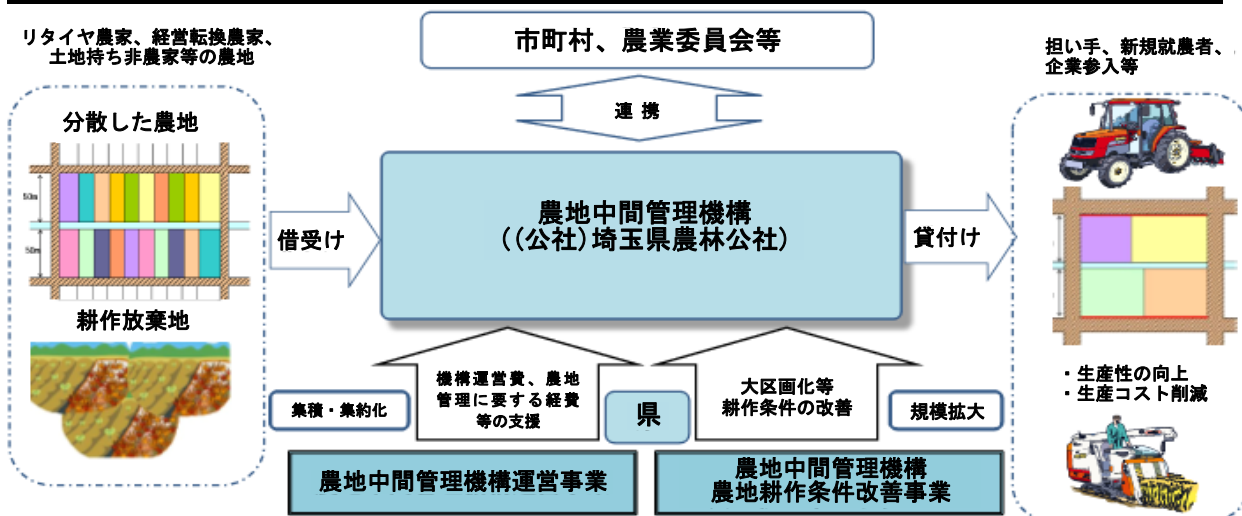 リタイヤ農家、経営転換農家、
土地持ち非農家等の農地
分散した農地
50m
50m
耕作放棄地
借受け
集積・集約化
市町村、農業委員会等
連 携
農地中間管理機構
((公社)埼玉県農林公社)
機構運営費、農地
管理に要する経費
等の支援
県
大区画化等
耕作条件の改善
農地中間管理機構運営事業
農地中間管理機構
農地耕作条件改善事業
貸付け
規模拡大
担い手、新規就農者、
企業参入等
・生産性の向上
・生産コスト削減